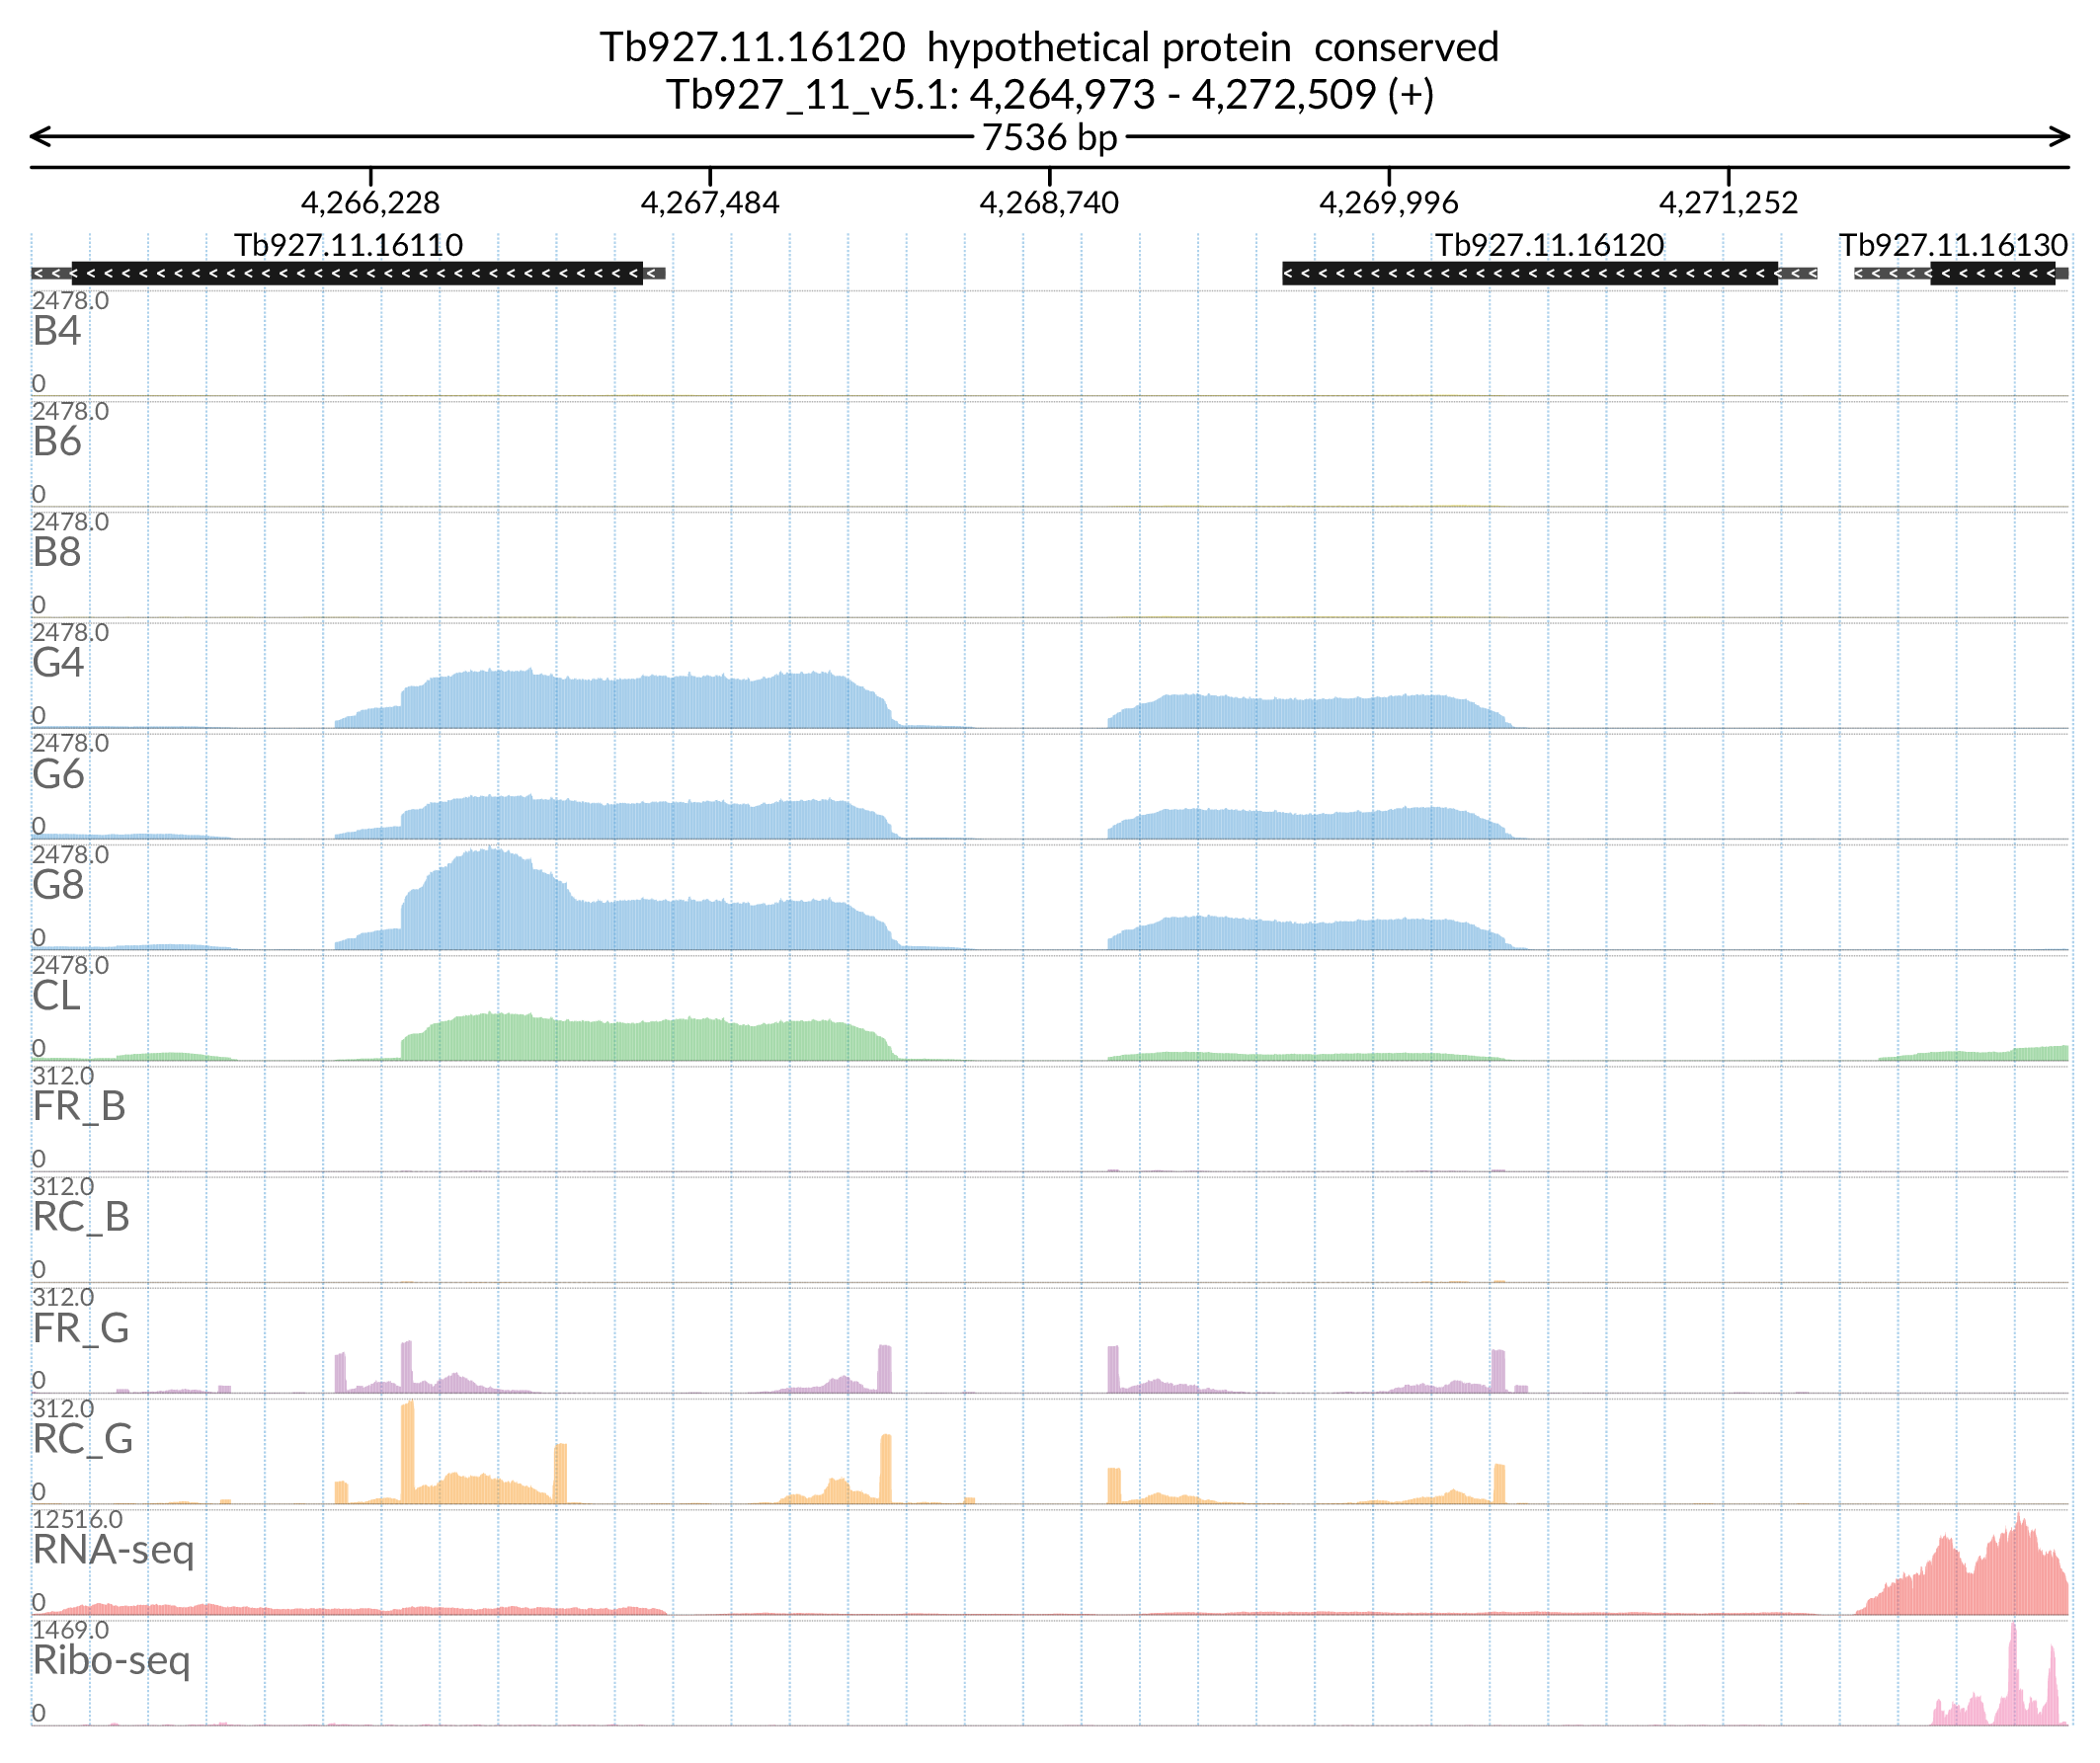 Tb927.11.16120 hypothetical protein conserved
Tb927_11_v5.1: 4,264,973 - 4,272,509 (+)
7536 bp
4,266,228 4,267,484 4,268,740 4,269,996 4,271,252
Tb927.11.16110 Tb927.11.16120 Tb927.11.16130
2478.0
B4
0
2478.0
B6
0
2478.0
B8
0
2478.0
G4
0
2478.0
G6
0
2478.0
G8
0
2478.0
CL
0
312.0
FR_B
0
312.0
RC_B
0
312.0
FR_G
0
312.0
RC_G
0
12516.0
RNA-seq
0
1469.0
Ribo-seq
0